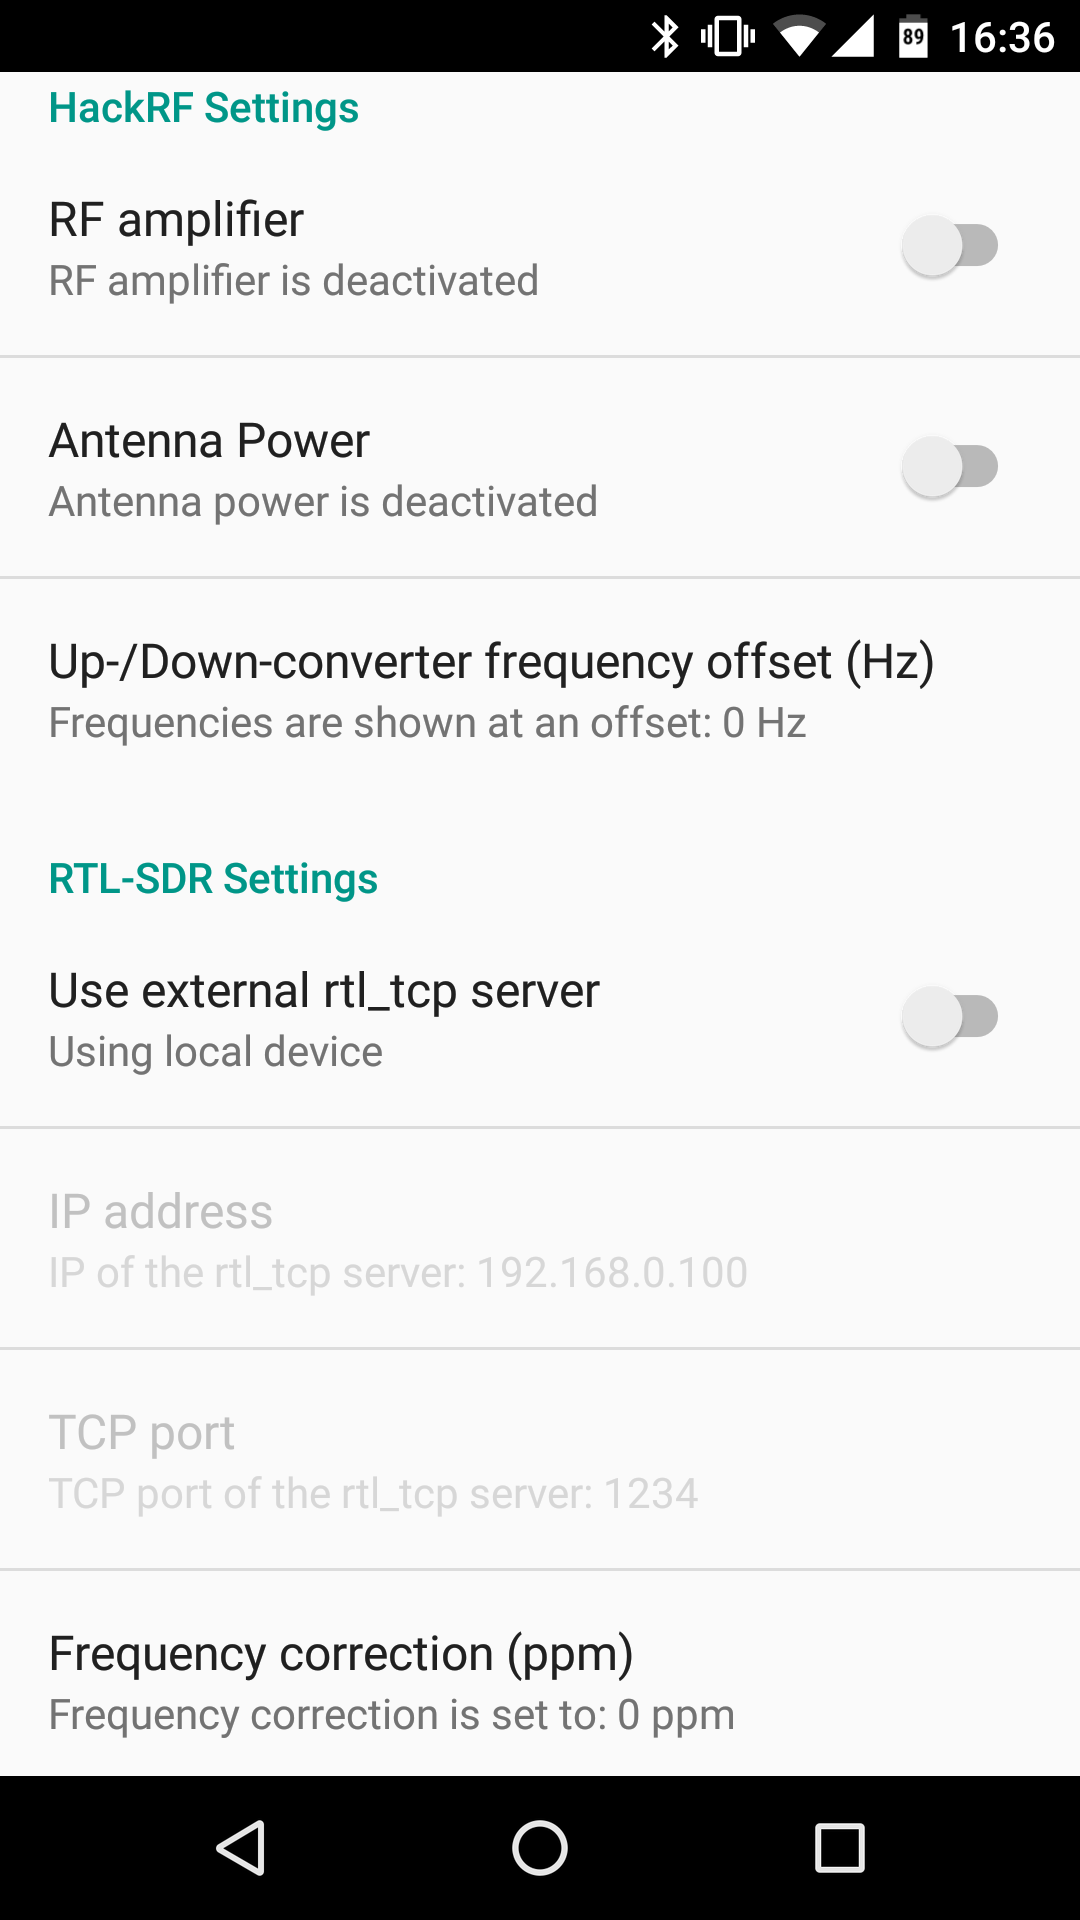 89 16:36
HackRF Settings
RF amplifier
RF amplifier is deactivated
Antenna Power
Antenna power is deactivated
Up-/Down-converter frequency offset (Hz)
Frequencies are shown at an offset: 0 Hz
RTL-SDR Settings
Use external rtl_tcp server
Using local device
IP address
IP of the rtl_tcp server: 192.168.0.100
TCP port
TCP port of the rtl_tcp server: 1234
Frequency correction (ppm)
Frequency correction is set to: 0 ppm